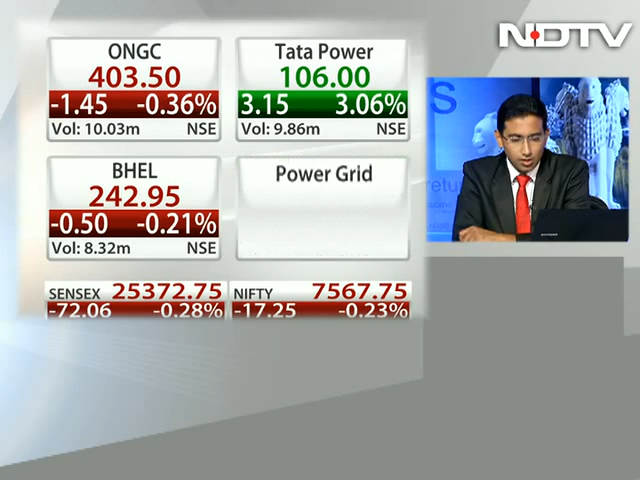 NDTV
ONGC
403.50
-1.45 -0.36%
Vol: 10.03m NSE
Tata Power
106.00
3.15 3.06%
Vol: 9.86m NSE
BHEL
242.95
-0.50 -0.21%
Vol: 8.32m NSE
Power Grid
SENSEX 25372.75
-72.06 -0.28%
NIFTY 7567.75
-17.25 -0.23%
S
retu